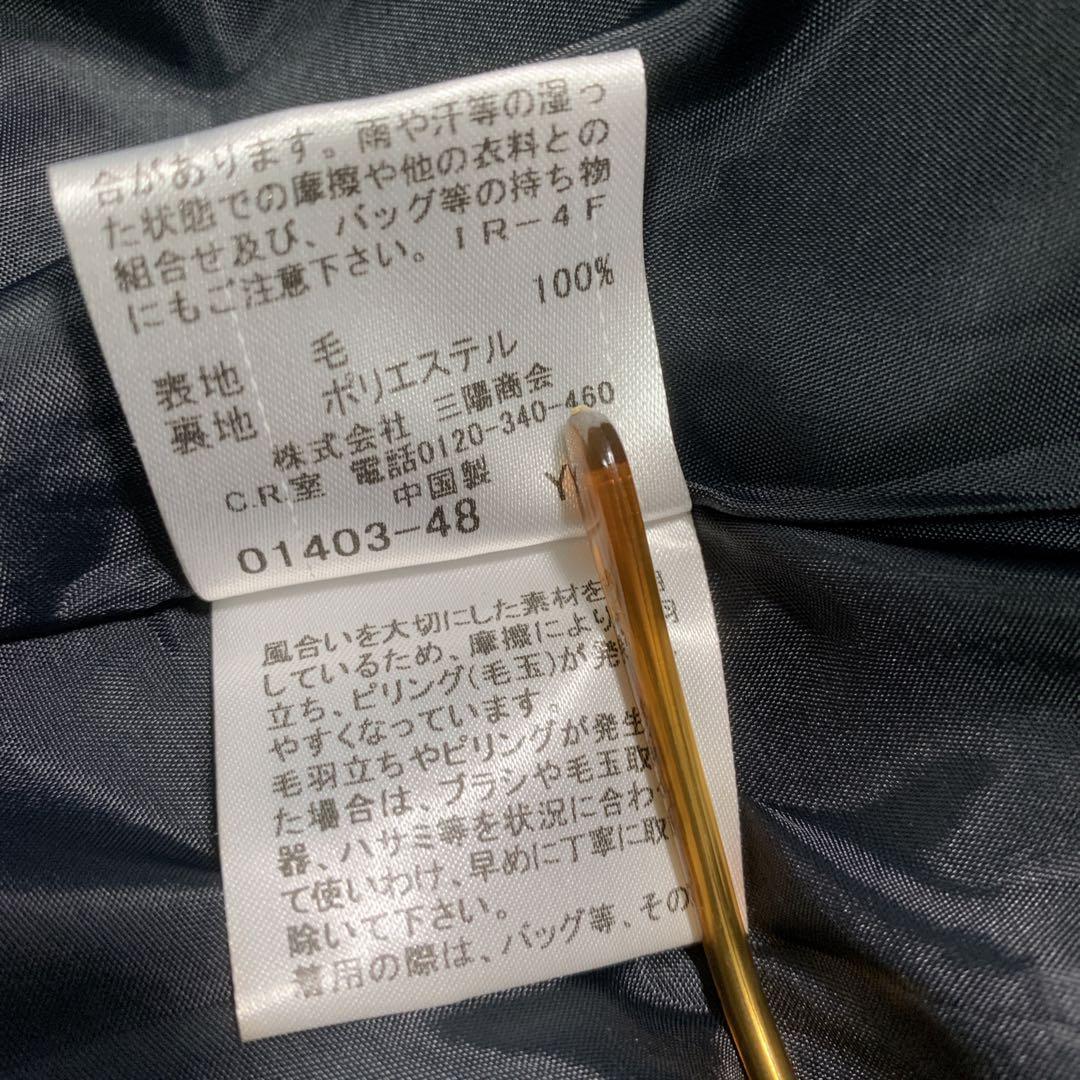 合があります。雨や汗等の湿っ
た状態での摩擦や他の衣料との
組合せ及び、バッグ等の持ち物
にもご注意下さい。IR-4F
100%
表地 毛
裏地 ポリエステル
株式会社 三陽商会
C.R.室 電話0120-340-460
中国製
01403-48
風合いを大切にした素材を
しているため、摩擦により
立ち、ピリング(毛玉)が発
やすくなっています。
毛羽立ちやピリングが発生
た場合は、ブラシや毛玉取
器、ハサミ等を状況に合わ
て使いわけ、早めに丁寧に取
除いて下さい。
着用の際は、バッグ等、その